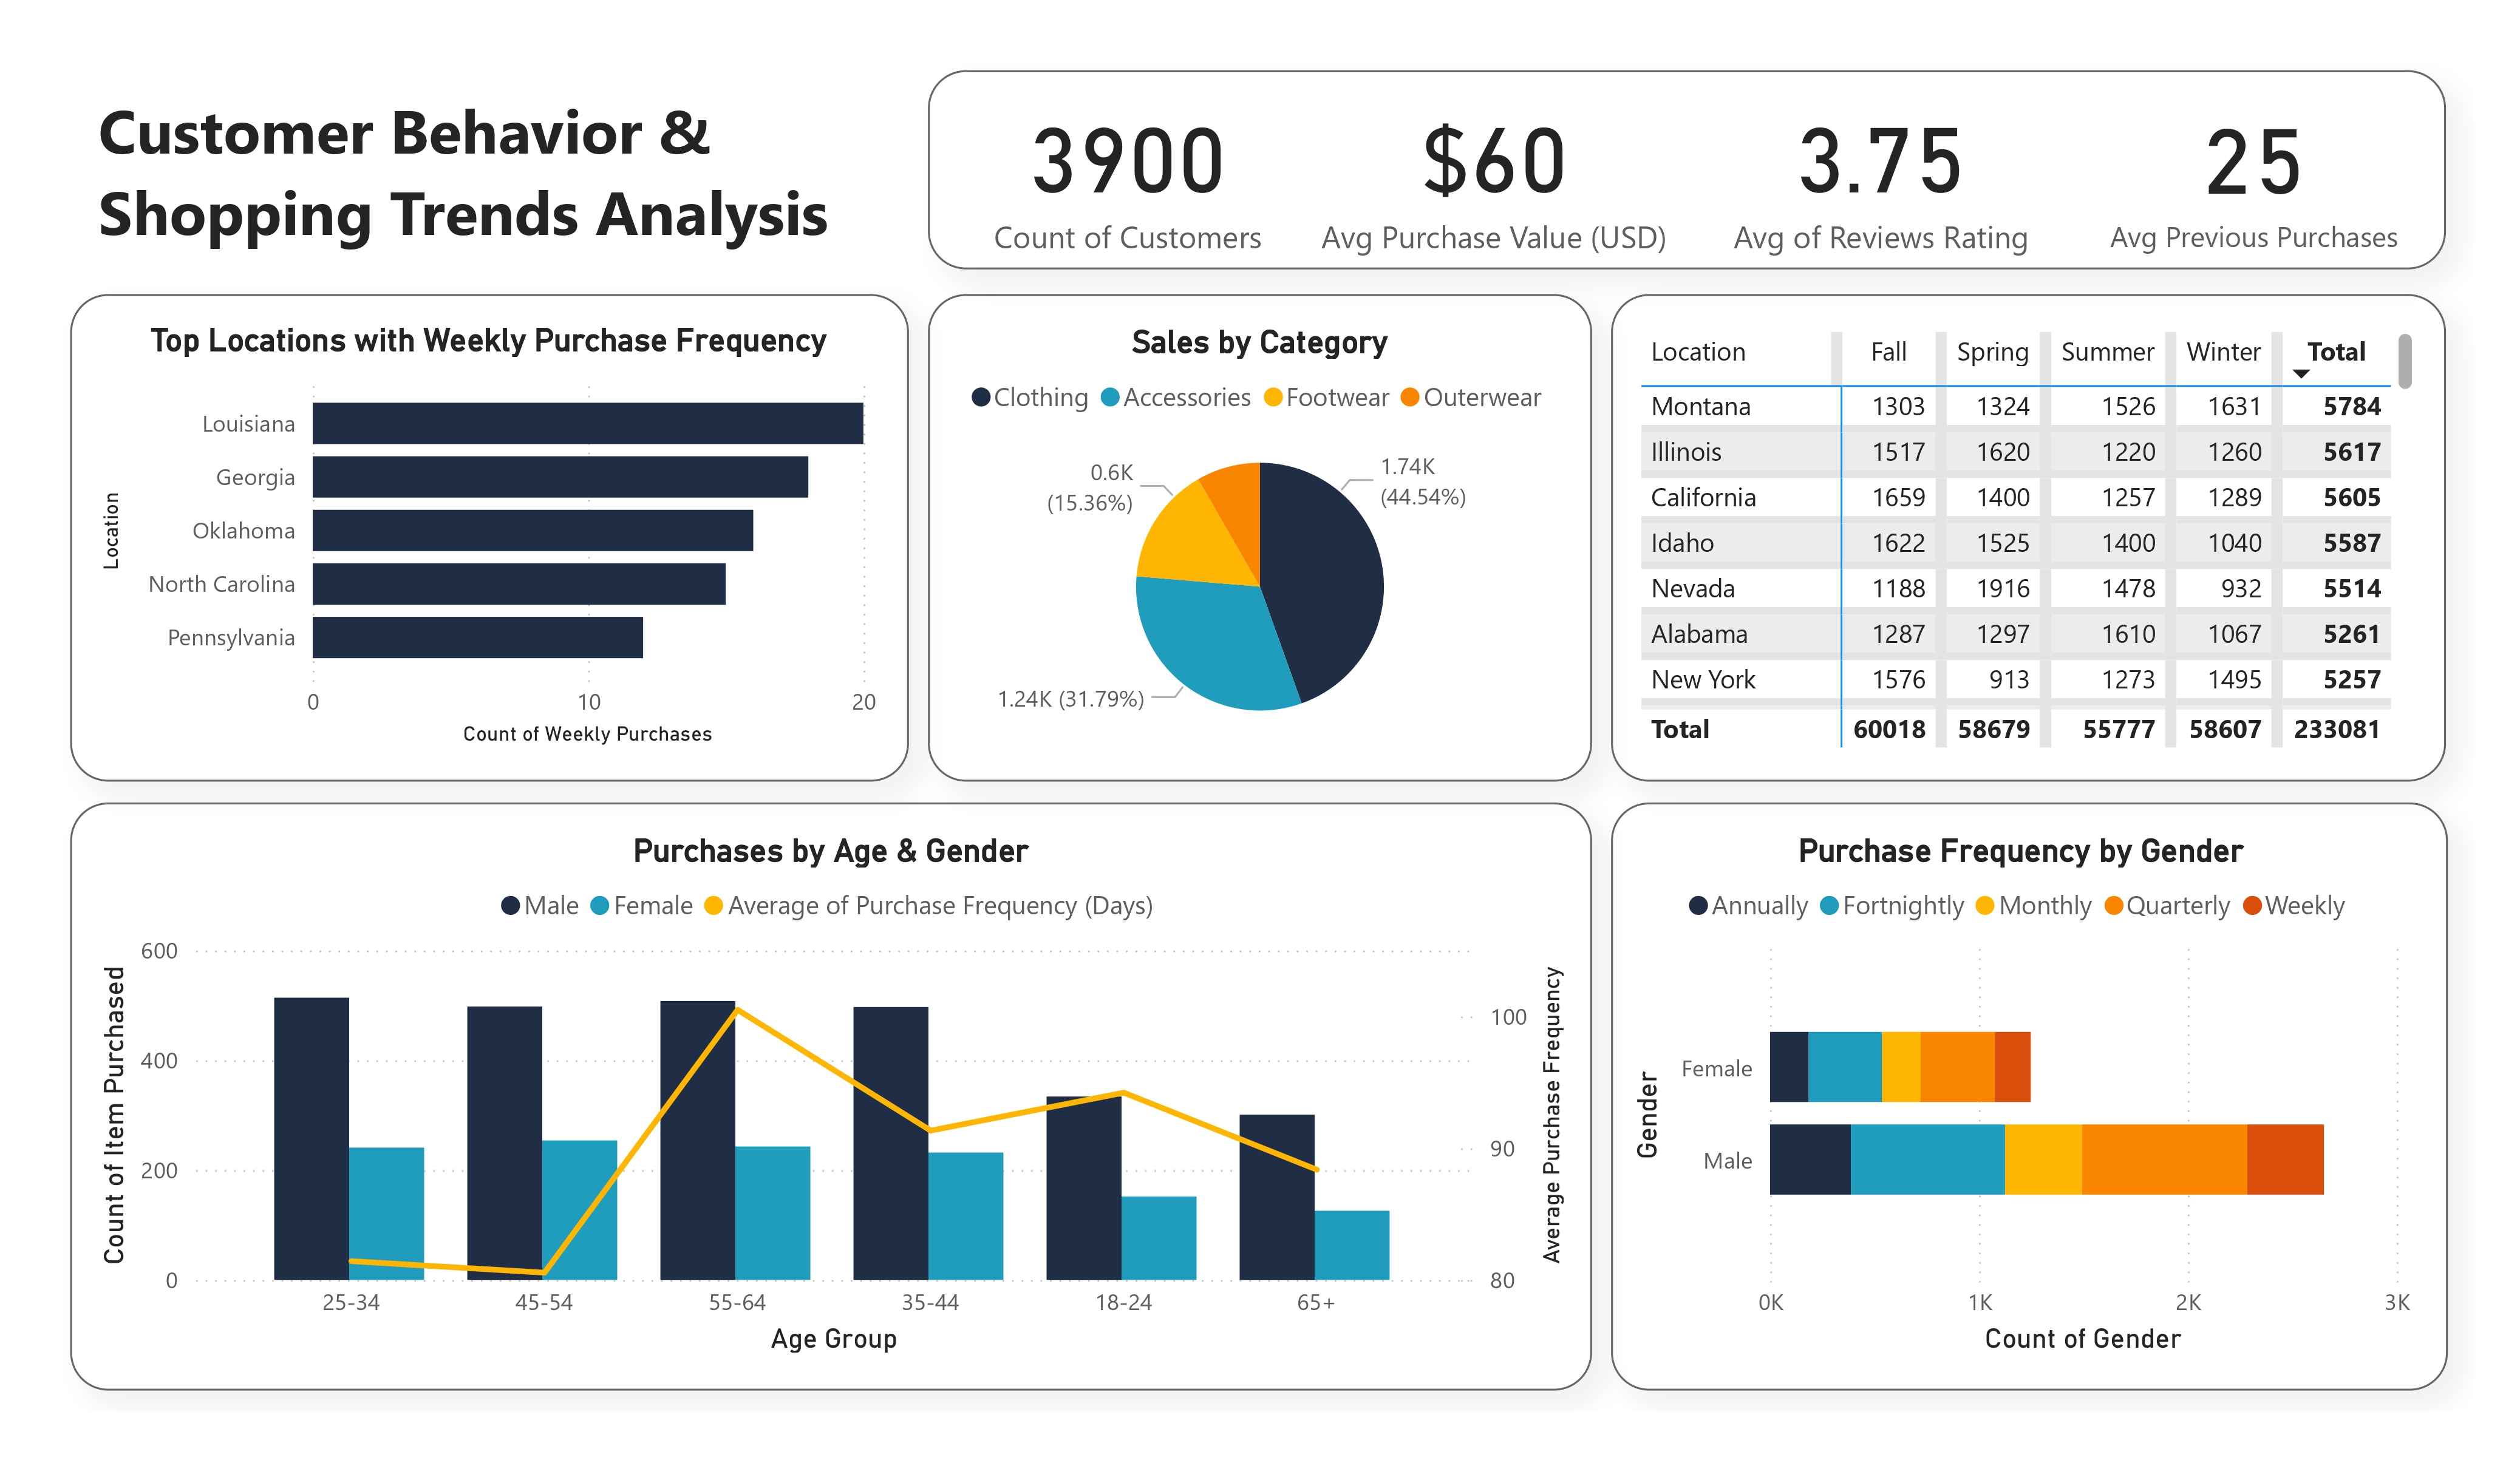 Customer Behavior &
Shopping Trends Analysis
3900
Count of Customers
$60
Avg Purchase Value (USD)
3.75
Avg of Reviews Rating
25
Avg Previous Purchases
Top Locations with Weekly Purchase Frequency
Location
Louisiana
Georgia
Oklahoma
North Carolina
Pennsylvania
0 10 20
Count of Weekly Purchases
Sales by Category
Clothing Accessories Footwear Outerwear
0.6K
(15.36%)
1.74K
(44.54%)
1.24K (31.79%)
Location Fall Spring Summer Winter Total
Montana 1303 1324 1526 1631 5784
Illinois 1517 1620 1220 1260 5617
California 1659 1400 1257 1289 5605
Idaho 1622 1525 1400 1040 5587
Nevada 1188 1916 1478 932 5514
Alabama 1287 1297 1610 1067 5261
New York 1576 913 1273 1495 5257
Total 60018 58679 55777 58607 233081
Purchases by Age & Gender
Male Female Average of Purchase Frequency (Days)
Count of Item Purchased
600
400
200
0
100
90
80
Average Purchase Frequency
25-34 45-54 55-64 35-44 18-24 65+
Age Group
Purchase Frequency by Gender
Annually Fortnightly Monthly Quarterly Weekly
Gender
Female
Male
0K 1K 2K 3K
Count of Gender